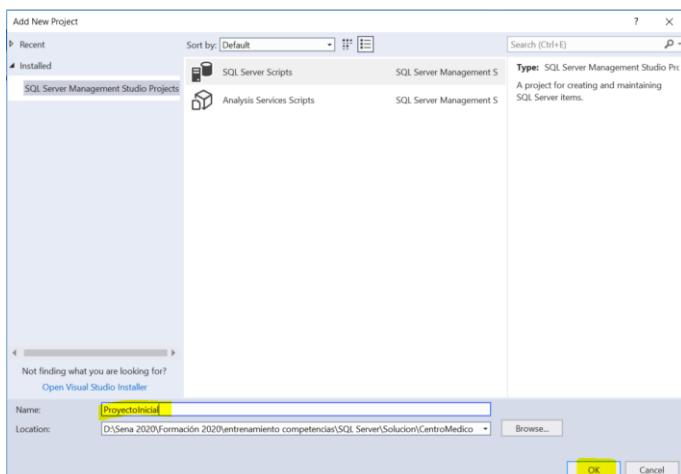 Add New Project
? ×
Recent
Sort by: Default
Search (Ctrl+E)
Installed
SQL Server Management Studio Projects
SQL Server Scripts SQL Server Management S
Analysis Services Scripts SQL Server Management S
Type: SQL Server Management Studio Prc
A project for creating and maintaining
SQL Server items.
Not finding what you are looking for?
Open Visual Studio Installer
Name: ProyectoInicial
Location: D:\Sena 2020\Formación 2020\entrenamiento competencias\SQL Server\Solucion\CentroMedico
Browse...
OK Cancel